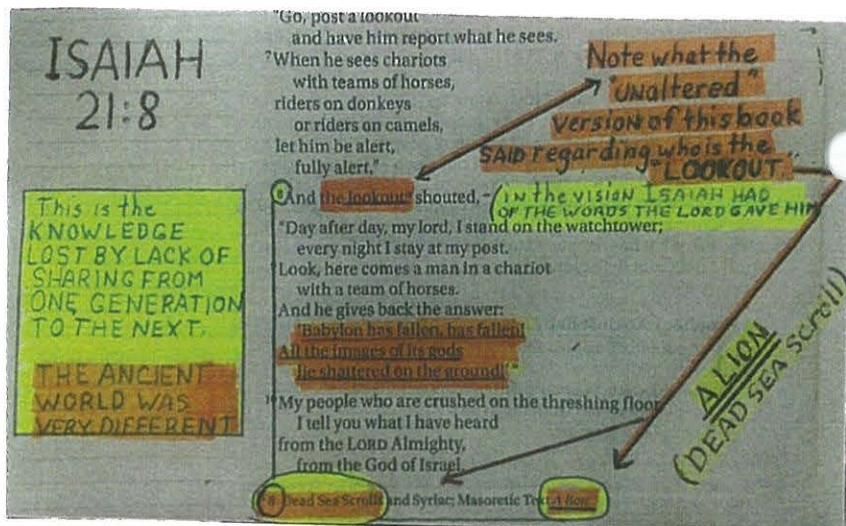 ISAIAH
21:8
This is the
KNOWLEDGE
LOST BY LACK OF
SHARING FROM
ONE GENERATION
TO THE NEXT.
THE ANCIENT
WORLD WAS
VERY DIFFERENT
"Go, post a lookout
and have him report what he sees.
7When he sees chariots
with teams of horses,
riders on donkeys
or riders on camels,
let him be alert,
fully alert."
8And the lookout shouted,
"Day after day, my lord, I stand on the watchtower;
every night I stay at my post.
Look, here comes a man in a chariot
with a team of horses.
And he gives back the answer:
'Babylon has fallen, has fallen!
All the images of its gods
lie shattered on the ground!'"
10My people who are crushed on the threshing floor,
I tell you what I have heard
from the LORD Almighty,
from the God of Israel.
8 Dead Sea Scrolls and Syriac; Masoretic Text A lion
Note what the
"UNaltered"
version of this book
SAID regarding who is the
"LOOKOUT."
(IN the vision ISAIAH HAD
OF THE WORDS THE LORD GAVE HIM
A LION
(DEAD SEA Scroll)